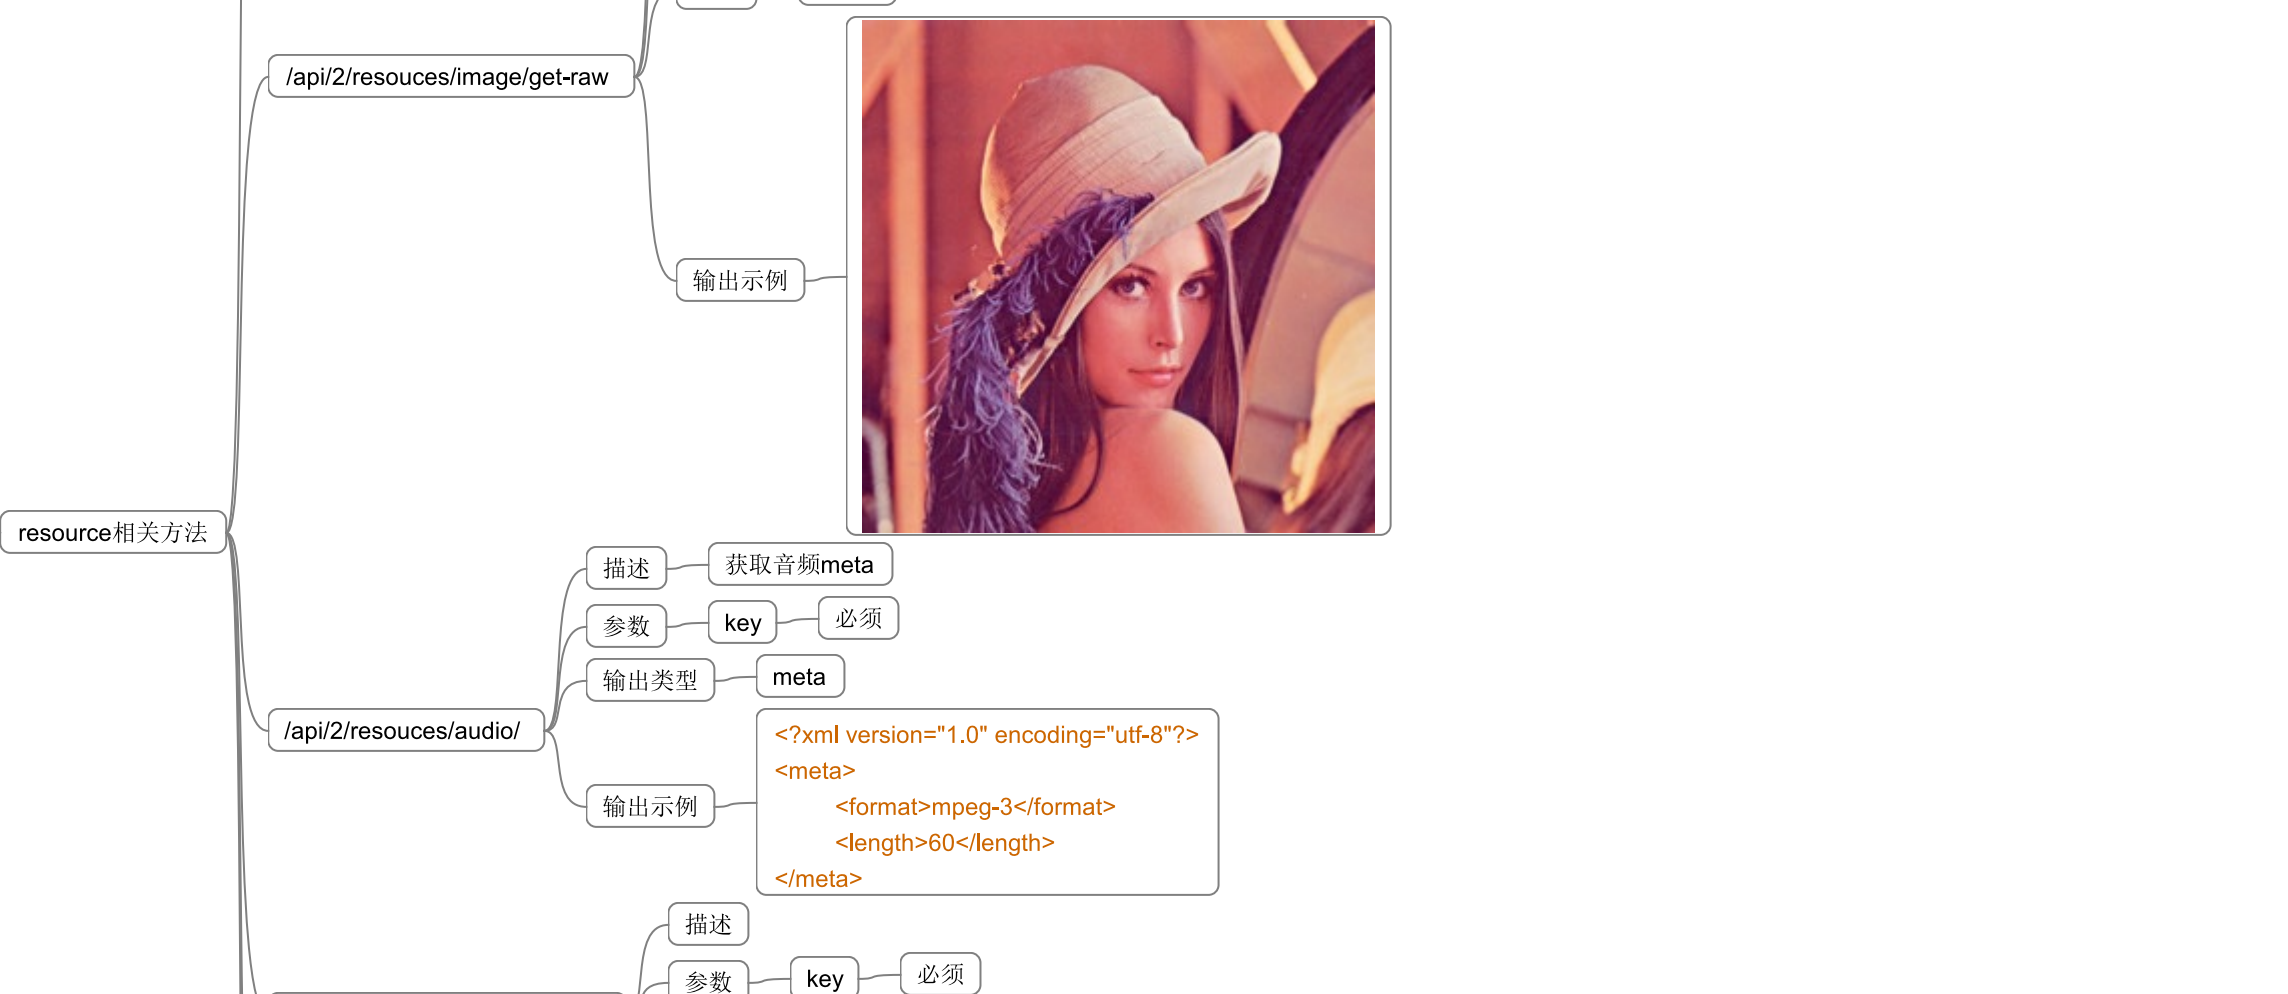 /api/2/resouces/image/get-raw
输出示例
resource相关方法
描述
获取音频meta
参数
key
必须
输出类型
meta
/api/2/resouces/audio/
输出示例
<?xml version="1.0" encoding="utf-8"?>
<meta>
<format>mpeg-3</format>
<length>60</length>
</meta>
描述
参数
key
必须